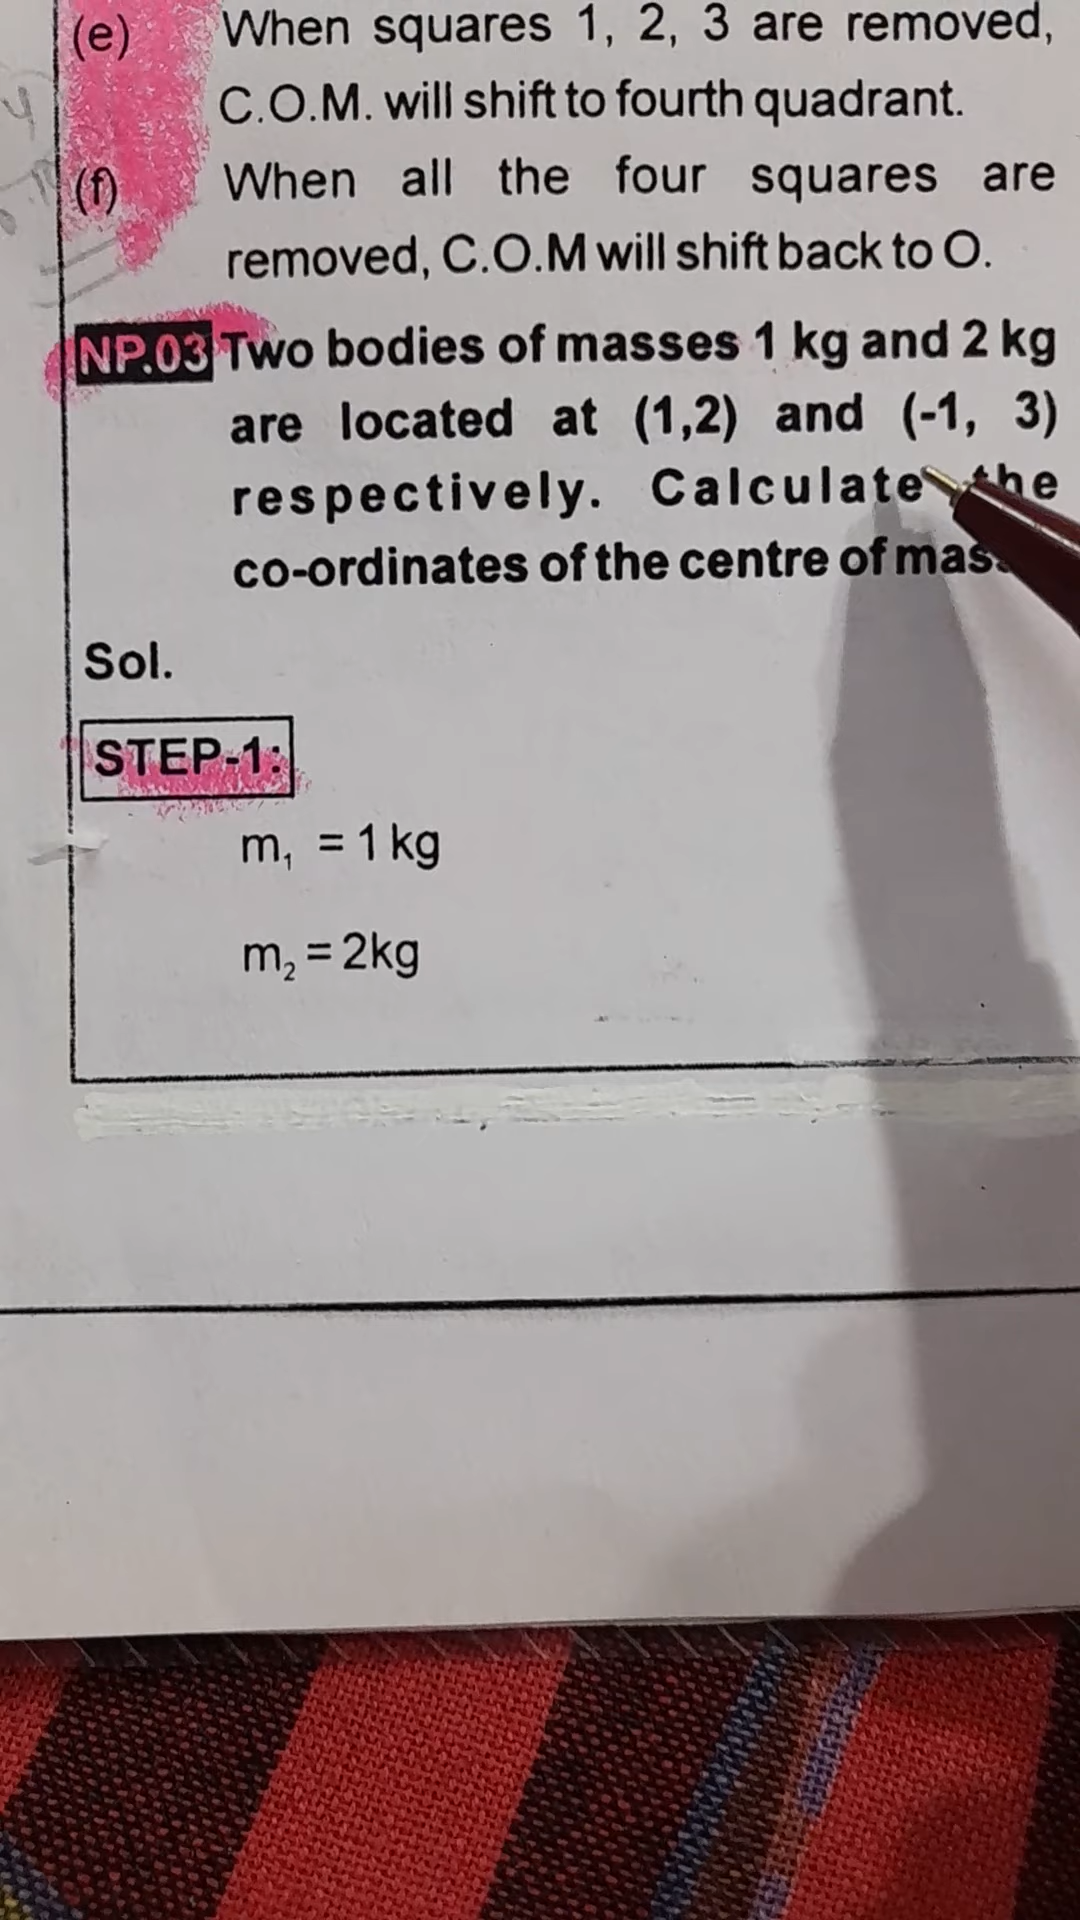 (e) When squares 1, 2, 3 are removed,
C.O.M. will shift to fourth quadrant.
(f) When all the four squares are
removed, C.O.M will shift back to O.
NP.03 Two bodies of masses 1 kg and 2 kg
are located at (1,2) and (-1, 3)
respectively. Calculate the
co-ordinates of the centre of
Sol.
STEP-1:
m₁ = 1 kg
m₂ = 2kg